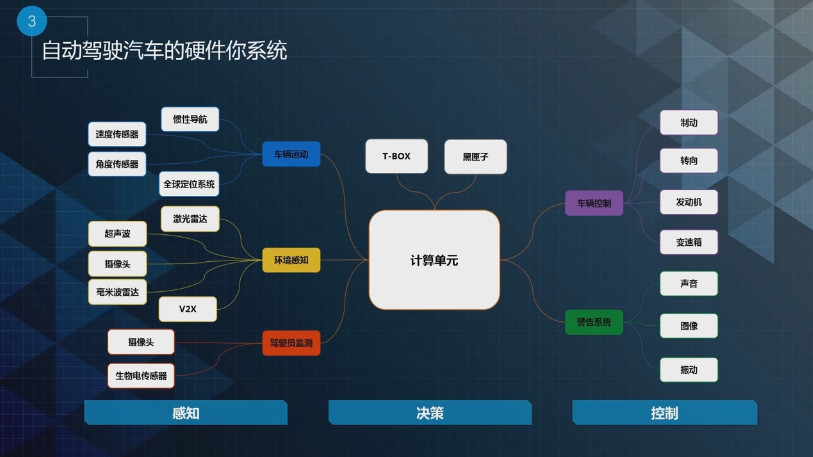 3
自动驾驶汽车的硬件你系统
惯性导航
速度传感器
角度传感器
全球定位系统
车辆运动
激光雷达
超声波
摄像头
毫米波雷达
V2X
环境感知
摄像头
生物电传感器
驾驶员监测
T-BOX
黑匣子
计算单元
车辆控制
制动
转向
发动机
变速箱
警告系统
声音
图像
振动
感知
决策
控制